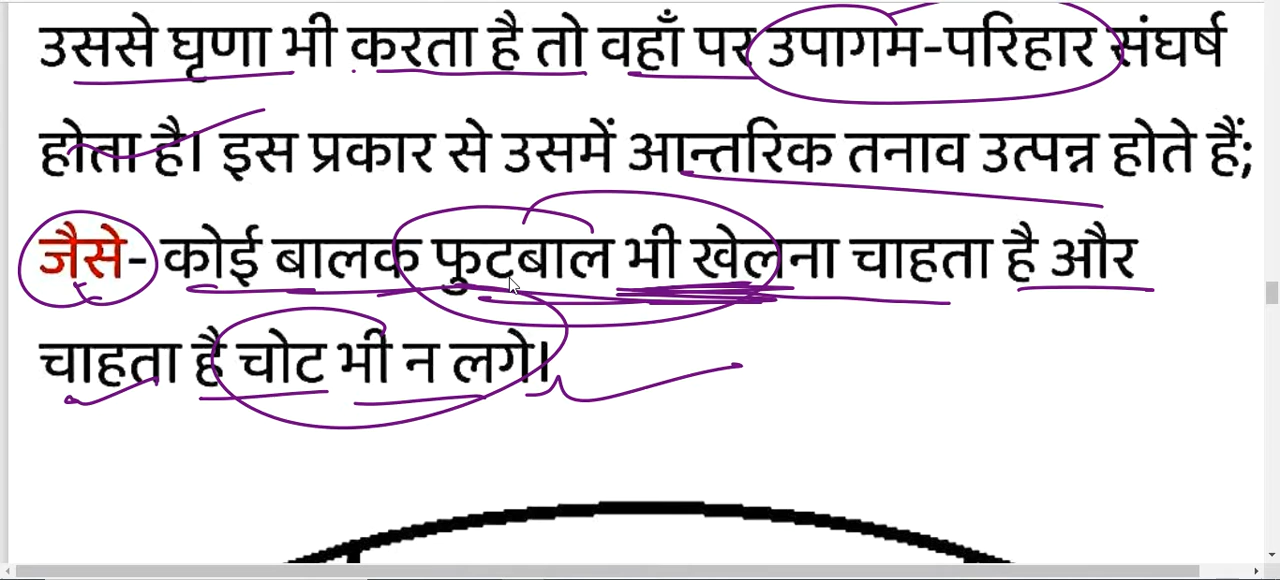 उससे घृणा भी करता है तो वहाँ पर उपागम-परिहार संघर्ष
होता है। इस प्रकार से उसमें आन्तरिक तनाव उत्पन्न होते हैं;
जैसे- कोई बालक फुटबाल भी खेलना चाहता है और
चाहता है चोट भी न लगे।